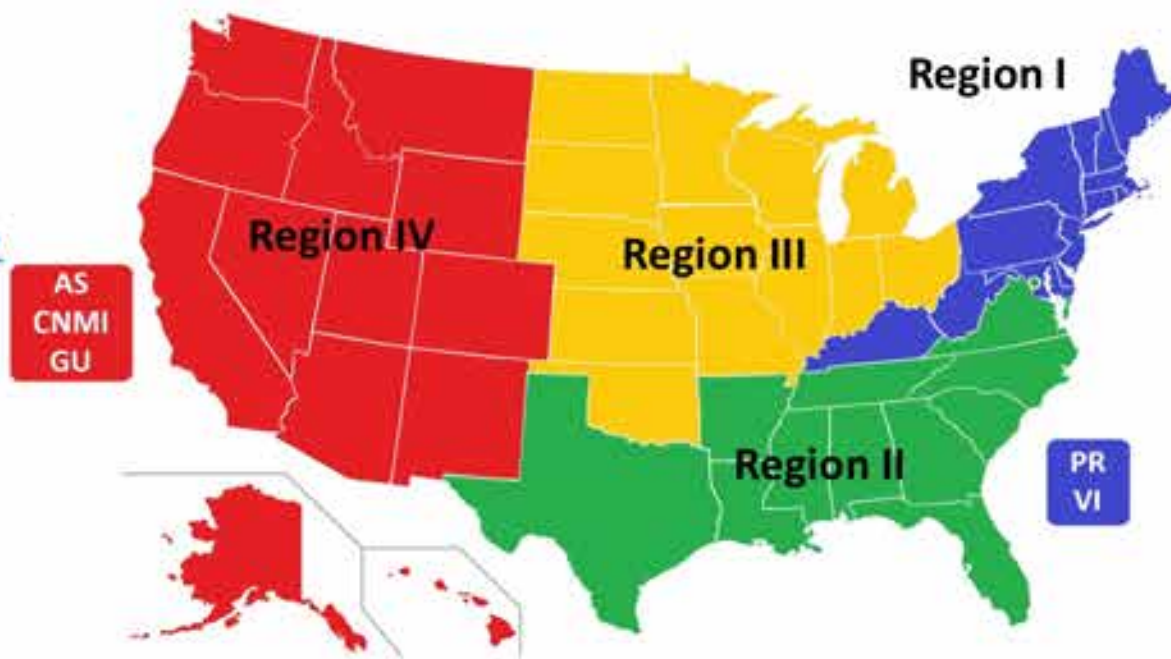 Region I
Region IV
Region III
AS
CNMI
GU
Region II
PR
VI